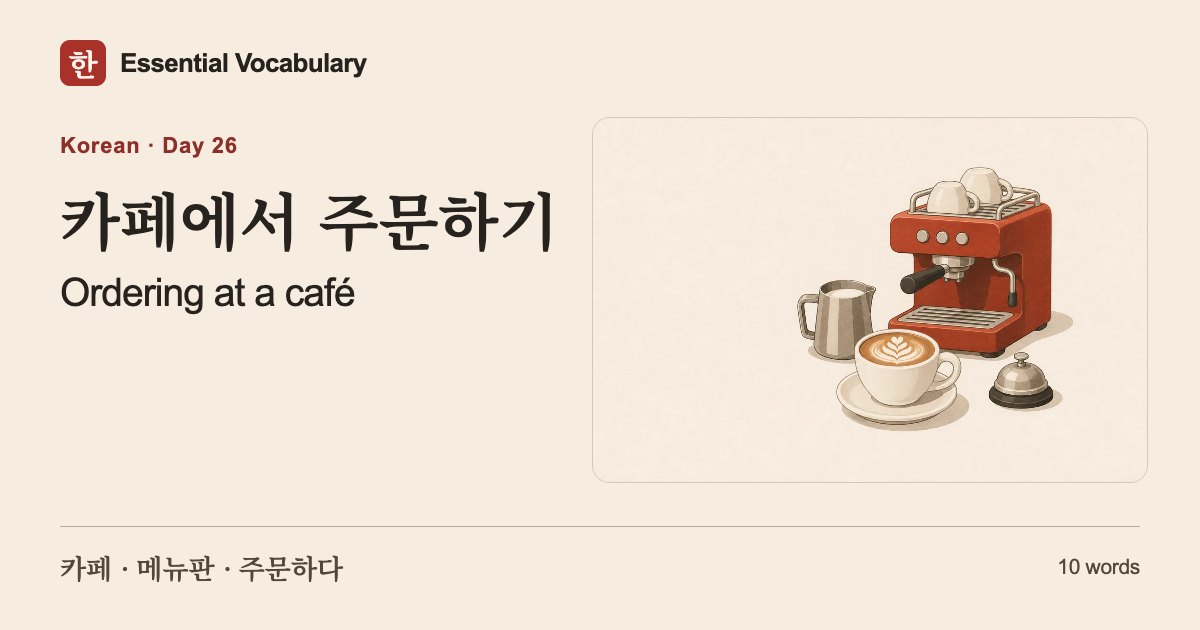 한 Essential Vocabulary
Korean · Day 26
카페에서 주문하기
Ordering at a café
카페 · 메뉴판 · 주문하다
10 words